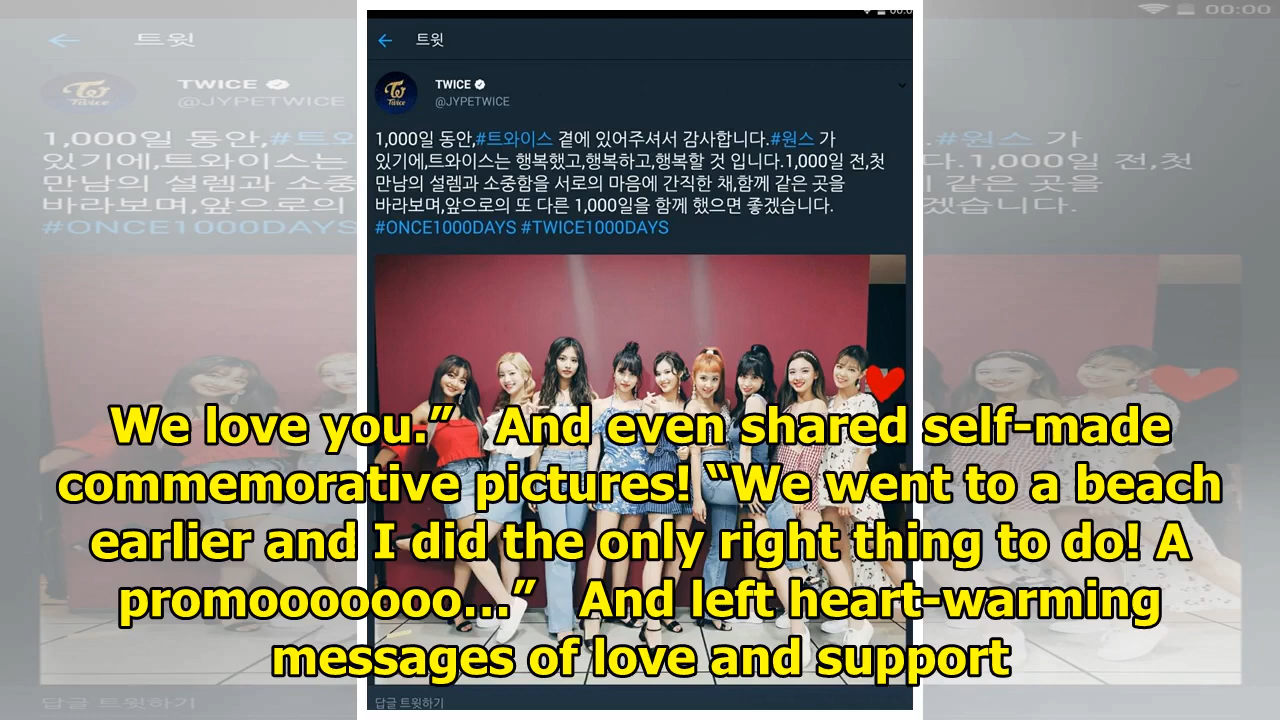 00:0
트윗
TWICE
@JYPETWICE
1,000일 동안,#트와이스 곁에 있어주셔서 감사합니다.#원스 가
있기에,트와이스는 행복했고,행복하고,행복할 것 입니다.1,000일 전,첫
만남의 설렘과 소중함을 서로의 마음에 간직한 채,함께 같은 곳을
바라보며,앞으로의 또 다른 1,000일을 함께 했으면 좋겠습니다.
#ONCE1000DAYS #TWICE1000DAYS
We love you.” And even shared self-made
commemorative pictures! “We went to a beach
earlier and I did the only right thing to do! A
promooooooo...” And left heart-warming
messages of love and support
답글 트윗하기